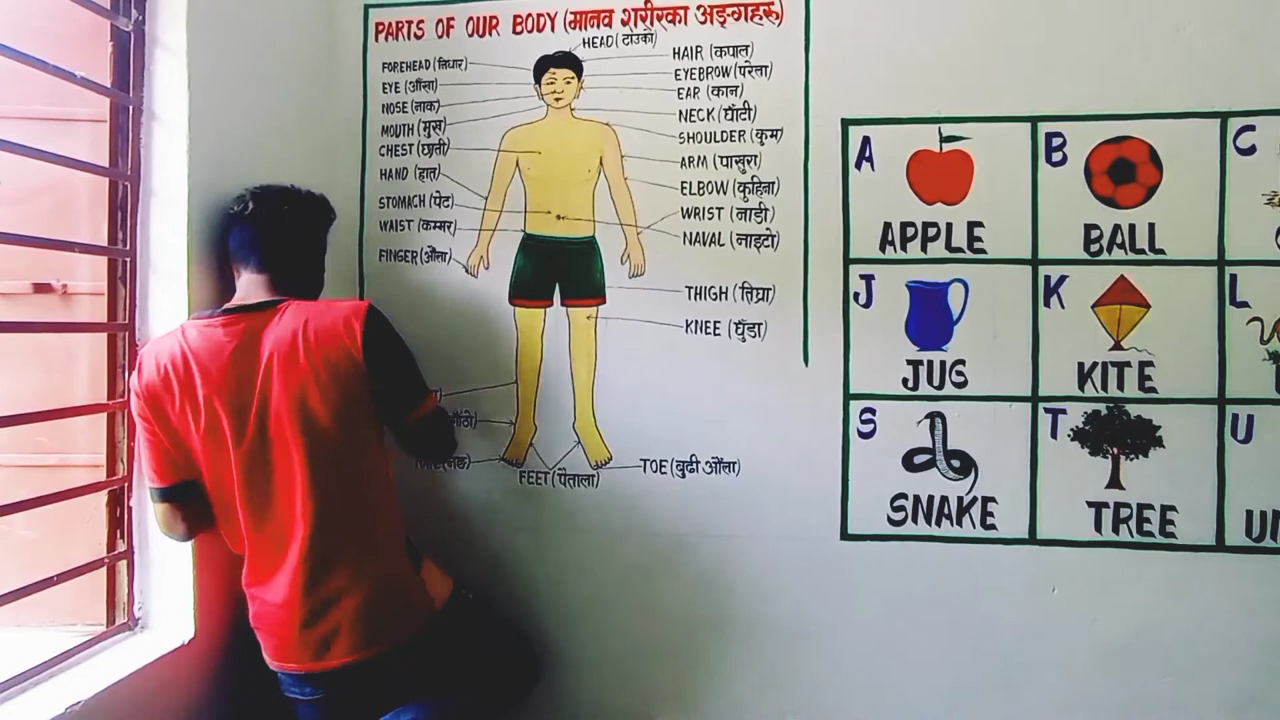 PARTS OF OUR BODY (मानव शरीरका अङ्गहरू)
HEAD (टाउको)
FOREHEAD (निधार)
EYE (आँखा)
NOSE (नाक)
MOUTH (मुख)
CHEST (छाती)
HAND (हात)
STOMACH (पेट)
WAIST (कम्मर)
FINGER (औंला)
HAIR (कपाल)
EYEBROW (परेला)
EAR (कान)
NECK (घाँटी)
SHOULDER (कुम)
ARM (पाखुरा)
ELBOW (कुहिना)
WRIST (नाडी)
NAVAL (नाइटो)
THIGH (तिघ्रा)
KNEE (घुँडा)
FEET (पैताला)
TOE (बुढी औंला)
A
APPLE
B
BALL
C
J
JUG
K
KITE
L
S
SNAKE
T
TREE
U